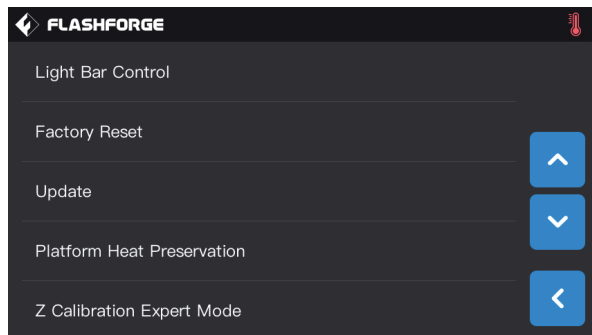 FLASHFORGE
Light Bar Control
Factory Reset
Update
Platform Heat Preservation
Z Calibration Expert Mode